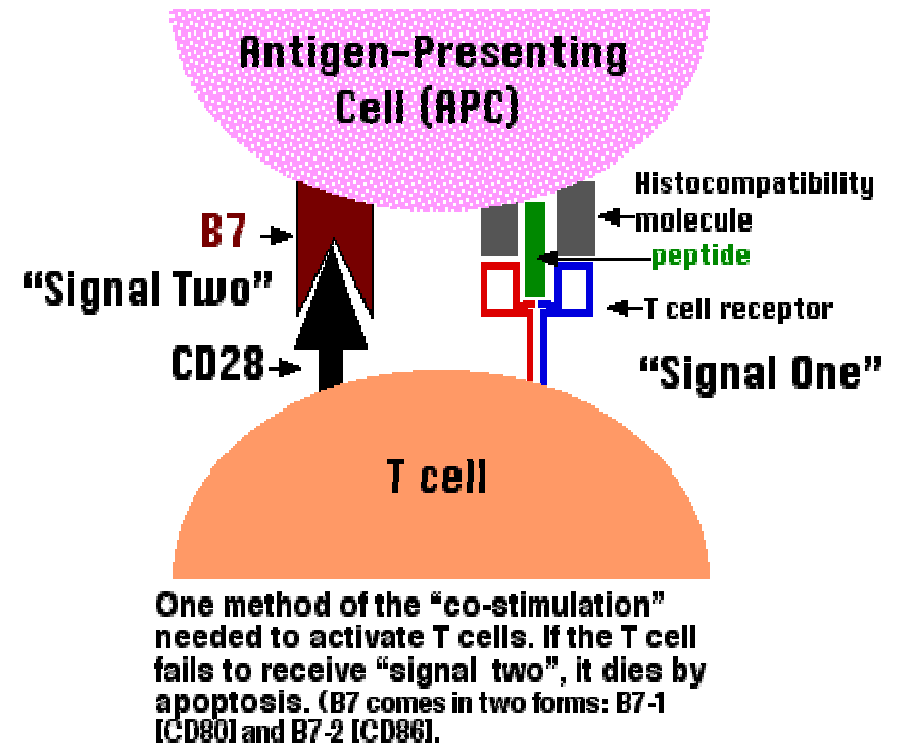 Antigen-Presenting
Cell (APC)
Histocompatibility
molecule
peptide
B7
"Signal Two"
T cell receptor
CD28
"Signal One"
T cell
One method of the "co-stimulation"
needed to activate T cells. If the T cell
fails to receive "signal two", it dies by
apoptosis. (B7 comes in two forms: B7-1
[CD80] and B7-2 [CD86].